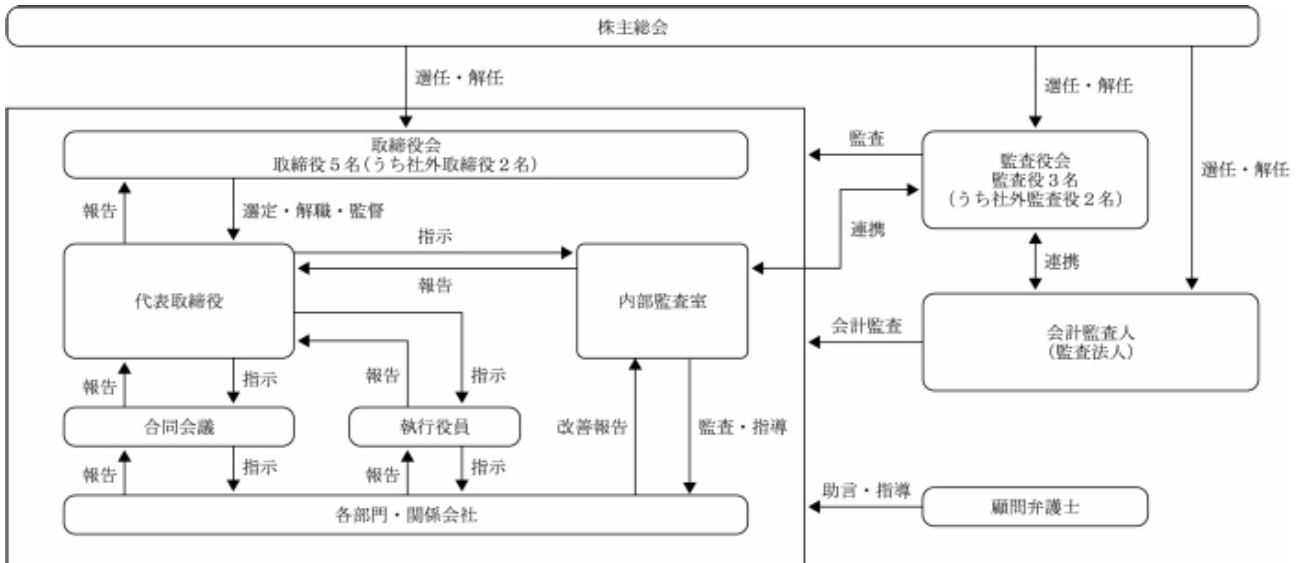 株主総会
選任・解任
選任・解任
選任・解任
取締役会
取締役5名(うち社外取締役2名)
監査
監査役会
監査役3名
(うち社外監査役2名)
報告
選定・解職・監督
連携
指示
報告
連携
代表取締役
内部監査室
会計監査
会計監査人
(監査法人)
報告
指示
報告
指示
改善報告
監査・指導
合同会議
執行役員
報告
指示
報告
指示
助言・指導
顧問弁護士
各部門・関係会社